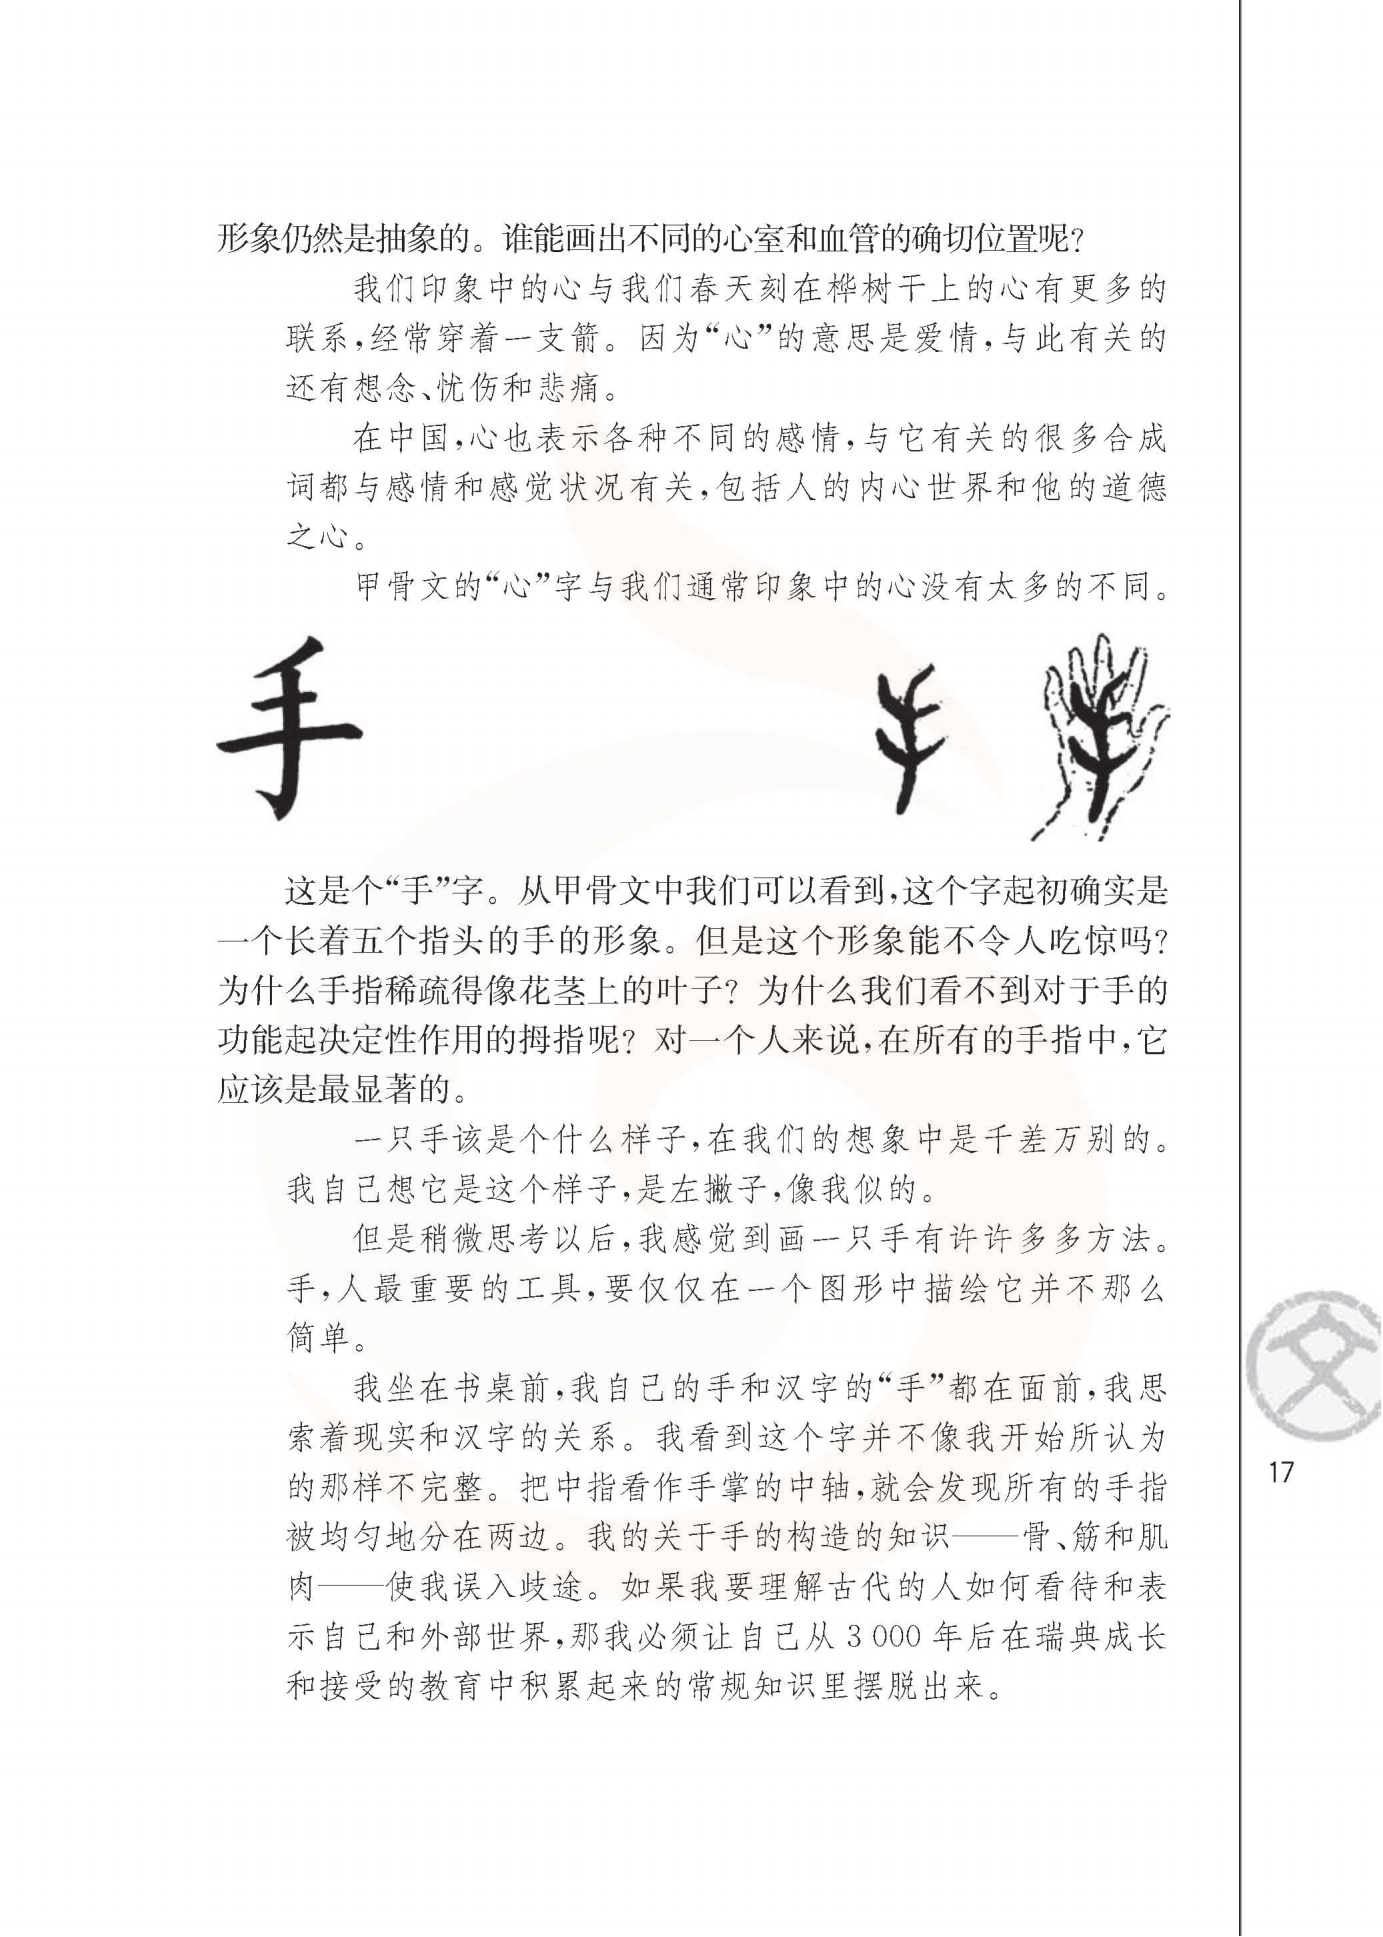 形象仍然是抽象的。谁能画出不同的心室和血管的确切位置呢?
我们印象中的心与我们春天刻在桦树干上的心有更多的
联系,经常穿着一支箭。因为“心”的意思是爱情,与此有关的
还有想念、忧伤和悲痛。
在中国,心也表示各种不同的感情,与它有关的很多合成
词都与感情和感觉状况有关,包括人的内心世界和他的道德
之心。
甲骨文的“心”字与我们通常印象中的心没有太多的不同。
手
这是个“手”字。从甲骨文中我们可以看到,这个字起初确实是
一个长着五个指头的手的形象。但是这个形象能不令人吃惊吗?
为什么手指稀疏得像花茎上的叶子?为什么我们看不到对于手的
功能起决定性作用的拇指呢?对一个人来说,在所有的手指中,它
应该是最显著的。
一只手该是个什么样子,在我们的想象中是千差万别的。
我自己想它是这个样子,是左撇子,像我似的。
但是稍微思考以后,我感觉到画一只手有许许多多方法。
手,人最重要的工具,要仅仅在一个图形中描绘它并不那么
简单。
我坐在书桌前,我自己的手和汉字的“手”都在面前,我思
索着现实和汉字的关系。我看到这个字并不像我开始所认为
的那样不完整。把中指看作手掌的中轴,就会发现所有的手指
被均匀地分在两边。我的关于手的构造的知识——骨、筋和肌
肉——使我误入歧途。如果我要理解古代的人如何看待和表
示自己和外部世界,那我必须让自己从 3 000 年后在瑞典成长
和接受的教育中积累起来的常规知识里摆脱出来。
文
17